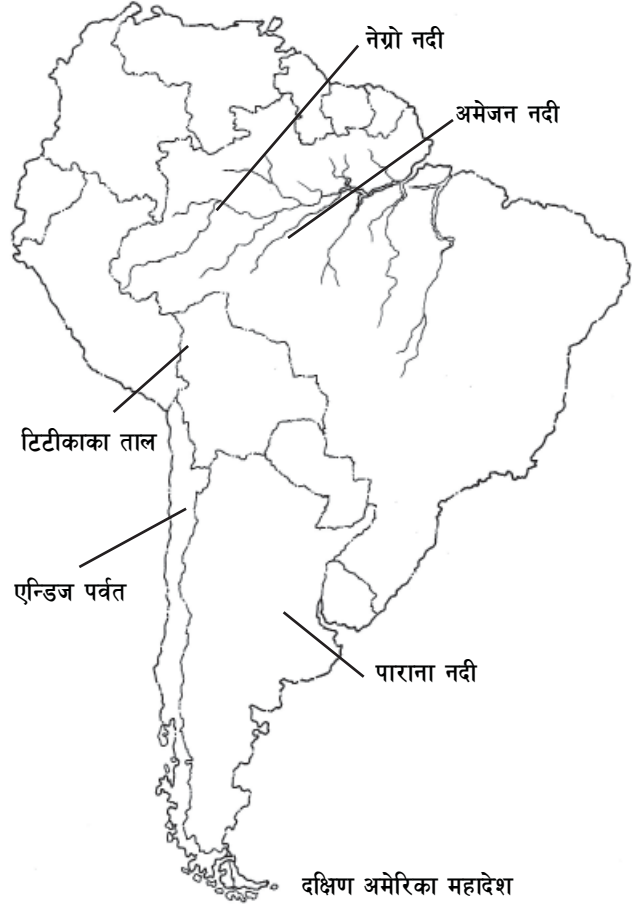 नेग्रो नदी
अमेजन नदी
टिटीकाका ताल
एन्डिज पर्वत
पाराना नदी
दक्षिण अमेरिका महादेश